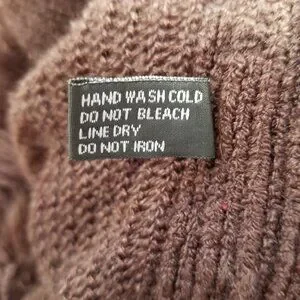 HAND WASH COLD
DO NOT BLEACH
LINE DRY
DO NOT IRON